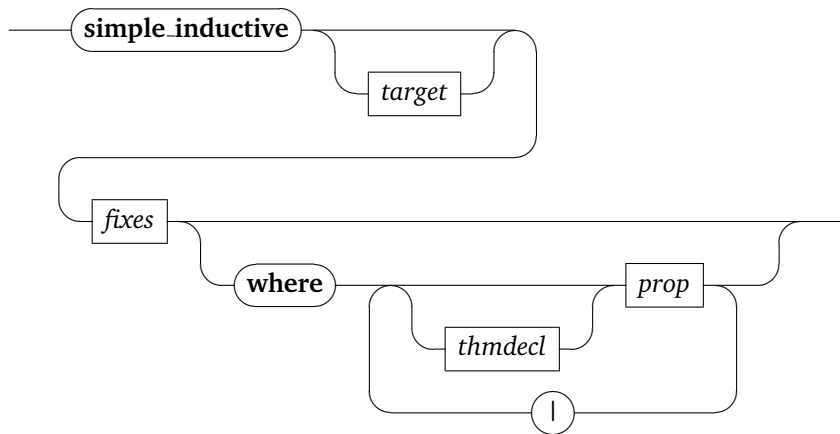 simple_inductive
target
fixes
where
prop
thmdecl
|